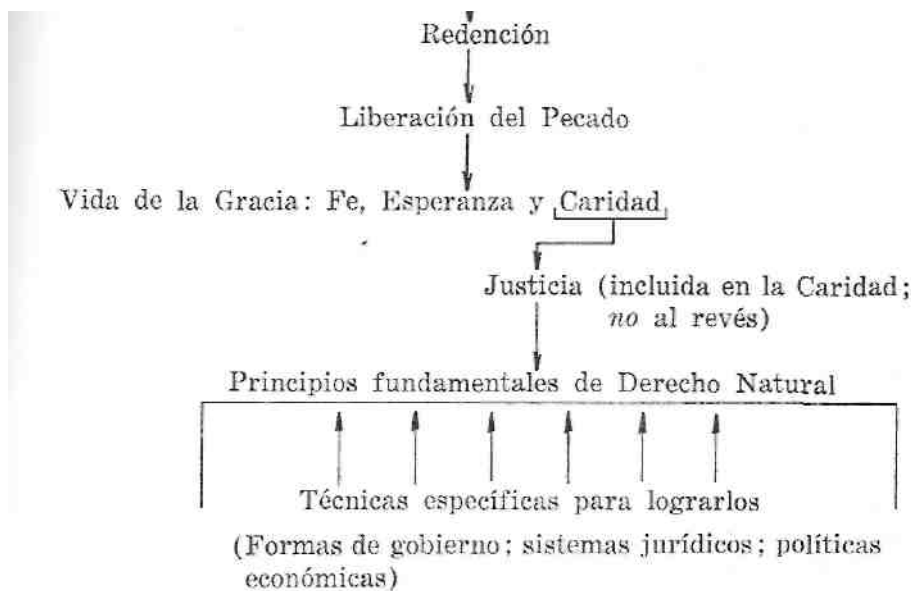 Redención
Liberación del Pecado
Vida de la Gracia: Fe, Esperanza y Caridad
Justicia (incluida en la Caridad;
no al revés)
Principios fundamentales de Derecho Natural
Técnicas específicas para lograrlos
(Formas de gobierno; sistemas jurídicos; políticas
económicas)